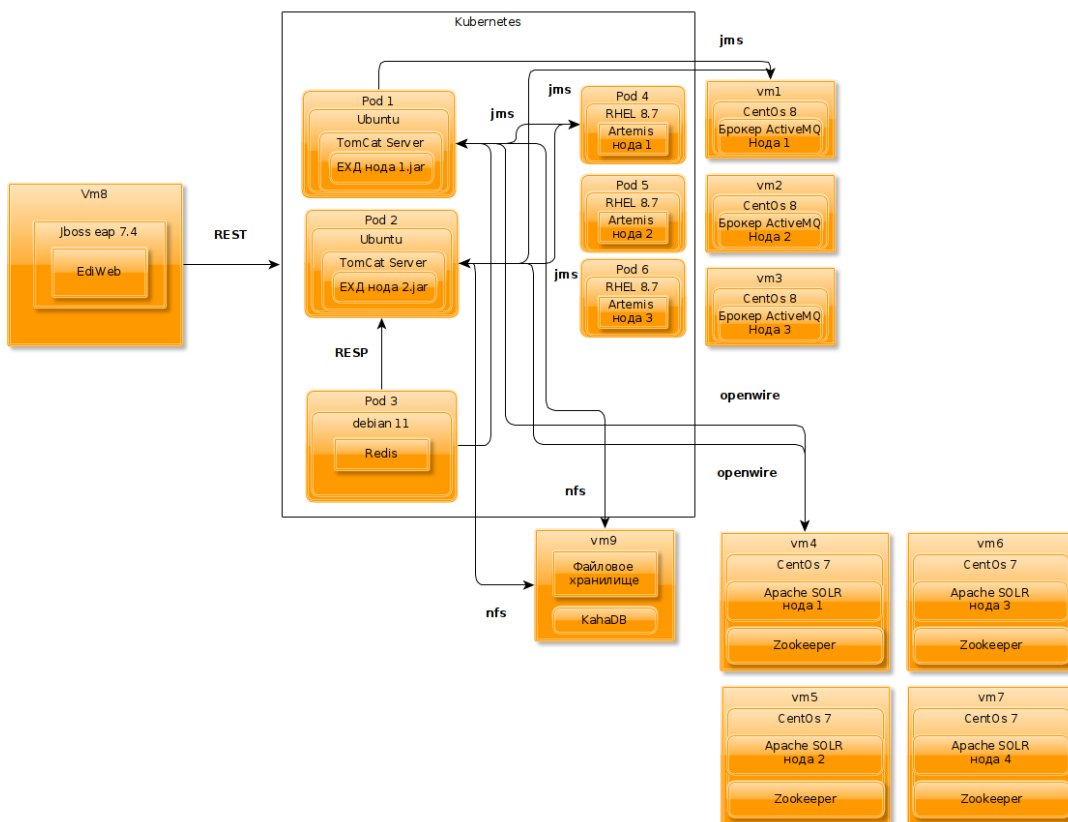 Kubernetes
jms
Pod 1
Ubuntu
TomCat Server
ЕХД нода 1.jar
jms
jms
Pod 4
RHEL 8.7
Artemis
нода 1
vm1
CentOs 8
Брокер ActiveMQ
Нода 1
Vm8
Jboss eap 7.4
EdiWeb
REST
Pod 2
Ubuntu
TomCat Server
ЕХД нода 2.jar
Pod 5
RHEL 8.7
Artemis
нода 2
vm2
CentOs 8
Брокер ActiveMQ
Нода 2
jms
Pod 6
RHEL 8.7
Artemis
нода 3
vm3
CentOs 8
Брокер ActiveMQ
Нода 3
RESP
Pod 3
debian 11
Redis
openwire
openwire
nfs
nfs
vm9
Файловое
хранилище
KahaDB
vm4
CentOs 7
Apache SOLR
нода 1
Zookeeper
vm6
CentOs 7
Apache SOLR
нода 3
Zookeeper
vm5
CentOs 7
Apache SOLR
нода 2
Zookeeper
vm7
CentOs 7
Apache SOLR
нода 4
Zookeeper